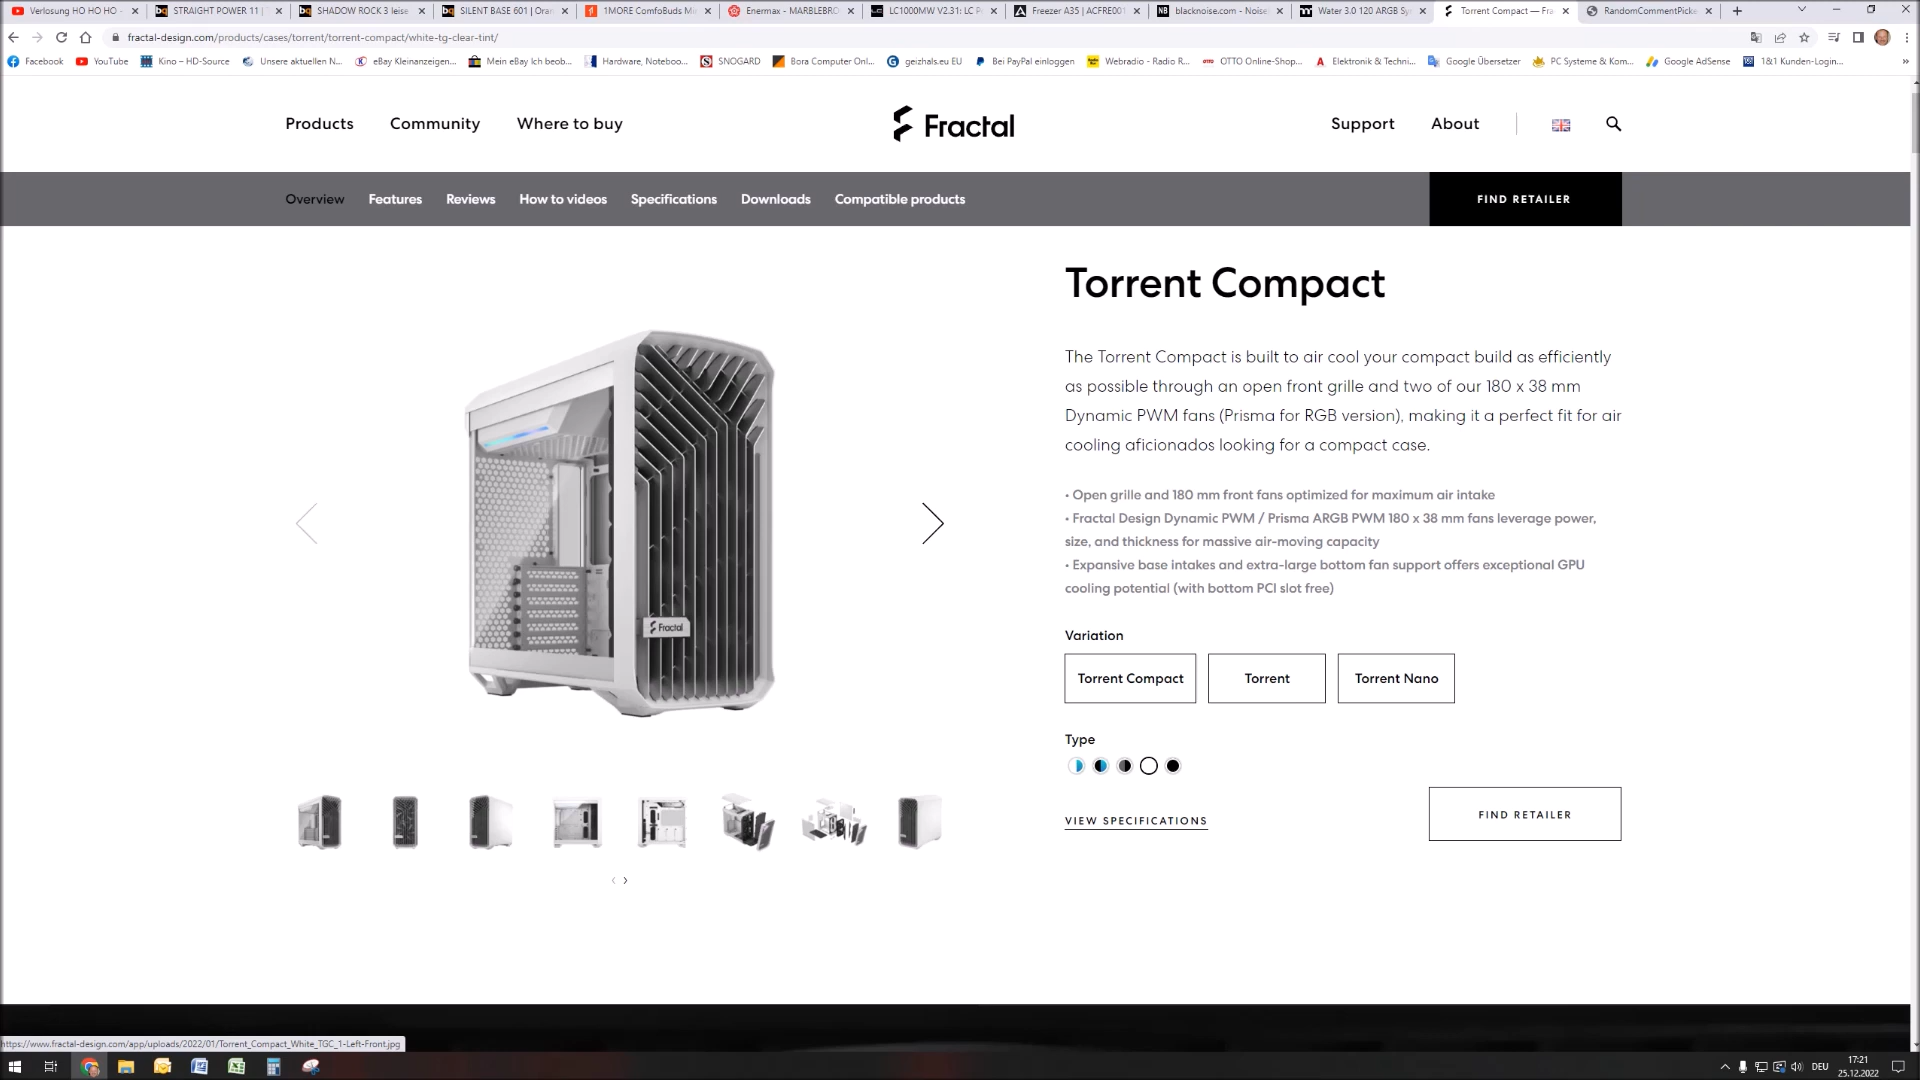 Verlosung HO HO HO -
STRAIGHT POWER 11 |
SHADOW ROCK 3 leise
SILENT BASE 601 | Oran
1MORE ComfoBuds Mi
Enermax - MARBLEBRO
LC1000MW V2.31: LC P
Freezer A35 | ACFRE001
blacknoise.com - Noise
Water 3.0 120 ARGB Sy
Torrent Compact — Fra
RandomCommentPicke
fractal-design.com/products/cases/torrent/torrent-compact/white-tg-clear-tint/
Facebook
YouTube
Kino – HD-Source
Unsere aktuellen N...
eBay Kleinanzeigen...
Mein eBay Ich beob...
Hardware, Noteboo...
SNOGARD
Bora Computer Onl...
geizhals.eu EU
Bei PayPal einloggen
Webradio - Radio R...
OTTO Online-Shop...
Elektronik & Techni...
Google Übersetzer
PC Systeme & Kom...
Google AdSense
1&1 Kunden-Login...
Products
Community
Where to buy
Fractal
Support
About
Overview
Features
Reviews
How to videos
Specifications
Downloads
Compatible products
FIND RETAILER
Torrent Compact
The Torrent Compact is built to air cool your compact build as efficiently
as possible through an open front grille and two of our 180 x 38 mm
Dynamic PWM fans (Prisma for RGB version), making it a perfect fit for air
cooling aficionados looking for a compact case.
• Open grille and 180 mm front fans optimized for maximum air intake
• Fractal Design Dynamic PWM / Prisma ARGB PWM 180 x 38 mm fans leverage power,
size, and thickness for massive air-moving capacity
• Expansive base intakes and extra-large bottom fan support offers exceptional GPU
cooling potential (with bottom PCI slot free)
Fractal
Variation
Torrent Compact
Torrent
Torrent Nano
Type
VIEW SPECIFICATIONS
FIND RETAILER
https://www.fractal-design.com/app/uploads/2022/01/Torrent_Compact_White_TGC_1-Left-Front.jpg
DEU
17:21
25.12.2022